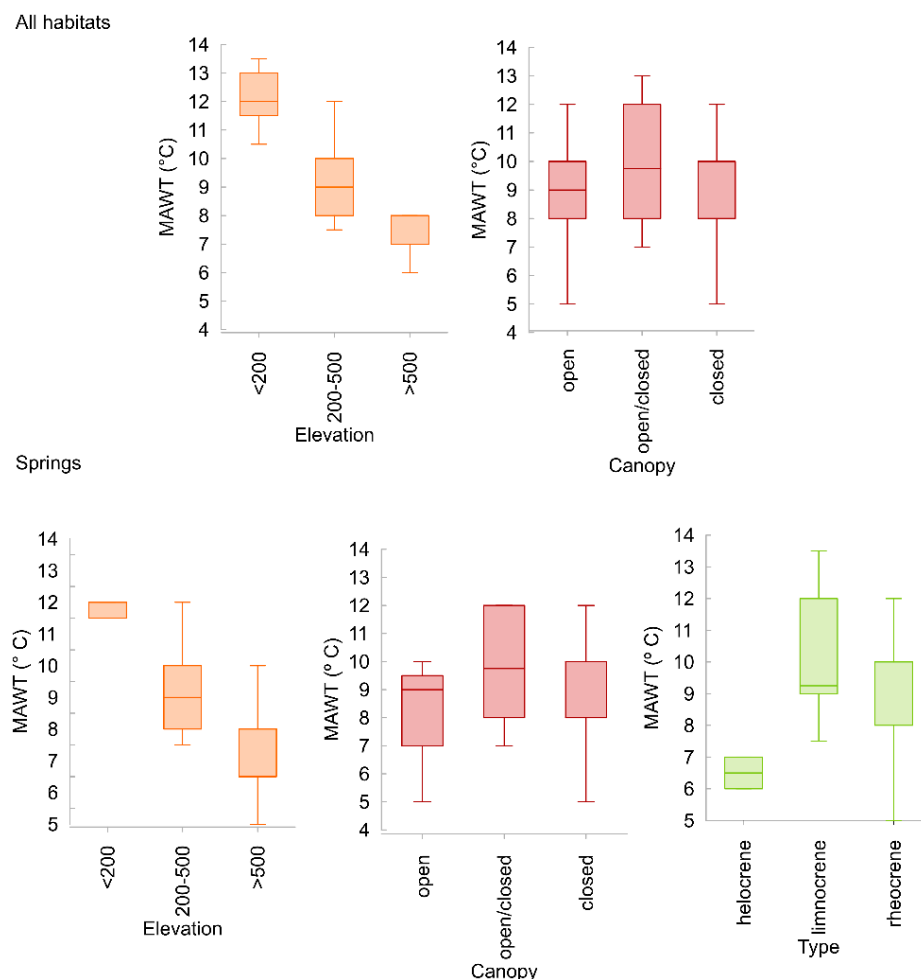 All habitats
14
13
12
11
10
9
8
7
6
5
4
MAWT (°C)
<200
200-500
>500
Elevation
14
13
12
11
10
9
8
7
6
5
4
MAWT (°C)
open
open/closed
closed
Canopy
Springs
14
13
12
11
10
9
8
7
6
5
MAWT (° C)
<200
200-500
>500
Elevation
14
13
12
11
10
9
8
7
6
5
4
MAWT (º C)
open
open/closed
closed
Canopy
14
13
12
11
10
9
8
7
6
5
MAWT (º C)
helocrene
limnocrene
rheocrene
Type